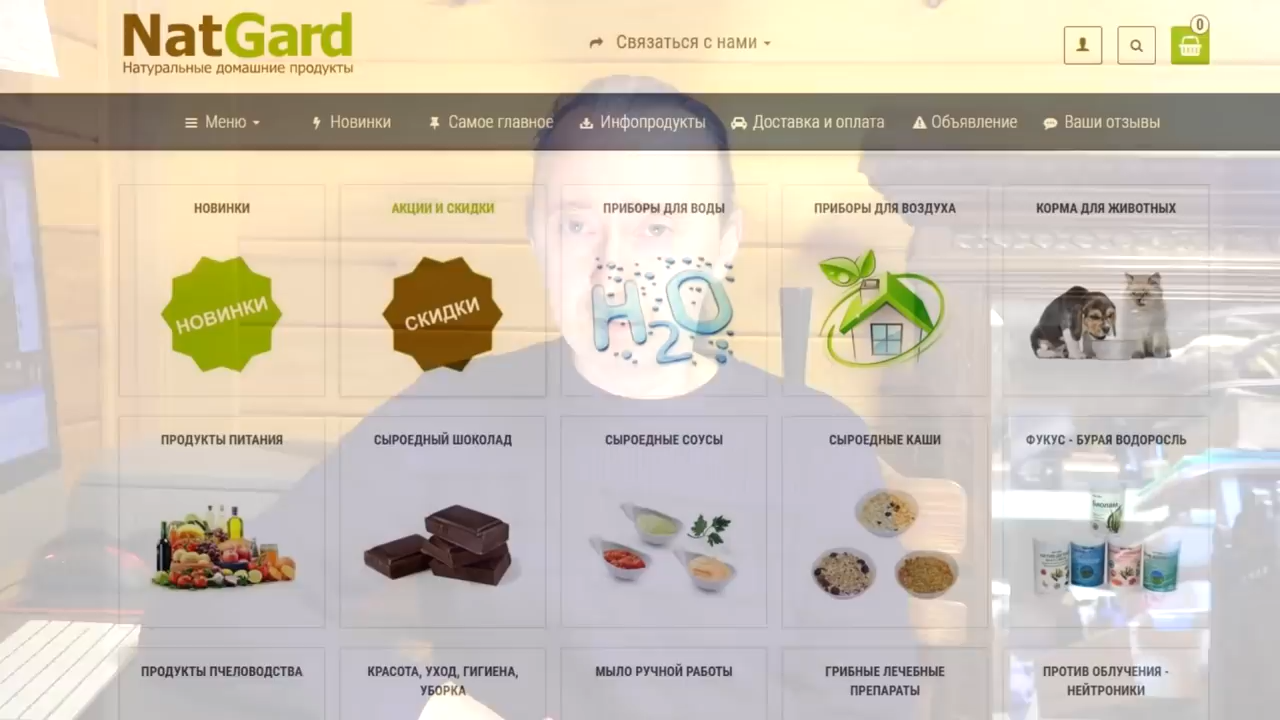 NatGard
Натуральные домашние продукты
Связаться с нами
0
Меню
Новинки
Самое главное
Инфопродукты
Доставка и оплата
Объявление
Ваши отзывы
НОВИНКИ
АКЦИИ И СКИДКИ
ПРИБОРЫ ДЛЯ ВОДЫ
ПРИБОРЫ ДЛЯ ВОЗДУХА
КОРМА ДЛЯ ЖИВОТНЫХ
НОВИНКИ
СКИДКИ
H2O
ПРОДУКТЫ ПИТАНИЯ
СЫРОЕДНЫЙ ШОКОЛАД
СЫРОЕДНЫЕ СОУСЫ
СЫРОЕДНЫЕ КАШИ
ФУКУС - БУРАЯ ВОДОРОСЛЬ
ПРОДУКТЫ ПЧЕЛОВОДСТВА
КРАСОТА, УХОД, ГИГИЕНА,
УБОРКА
МЫЛО РУЧНОЙ РАБОТЫ
ГРИБНЫЕ ЛЕЧЕБНЫЕ
ПРЕПАРАТЫ
ПРОТИВ ОБЛУЧЕНИЯ -
НЕЙТРОНИКИ